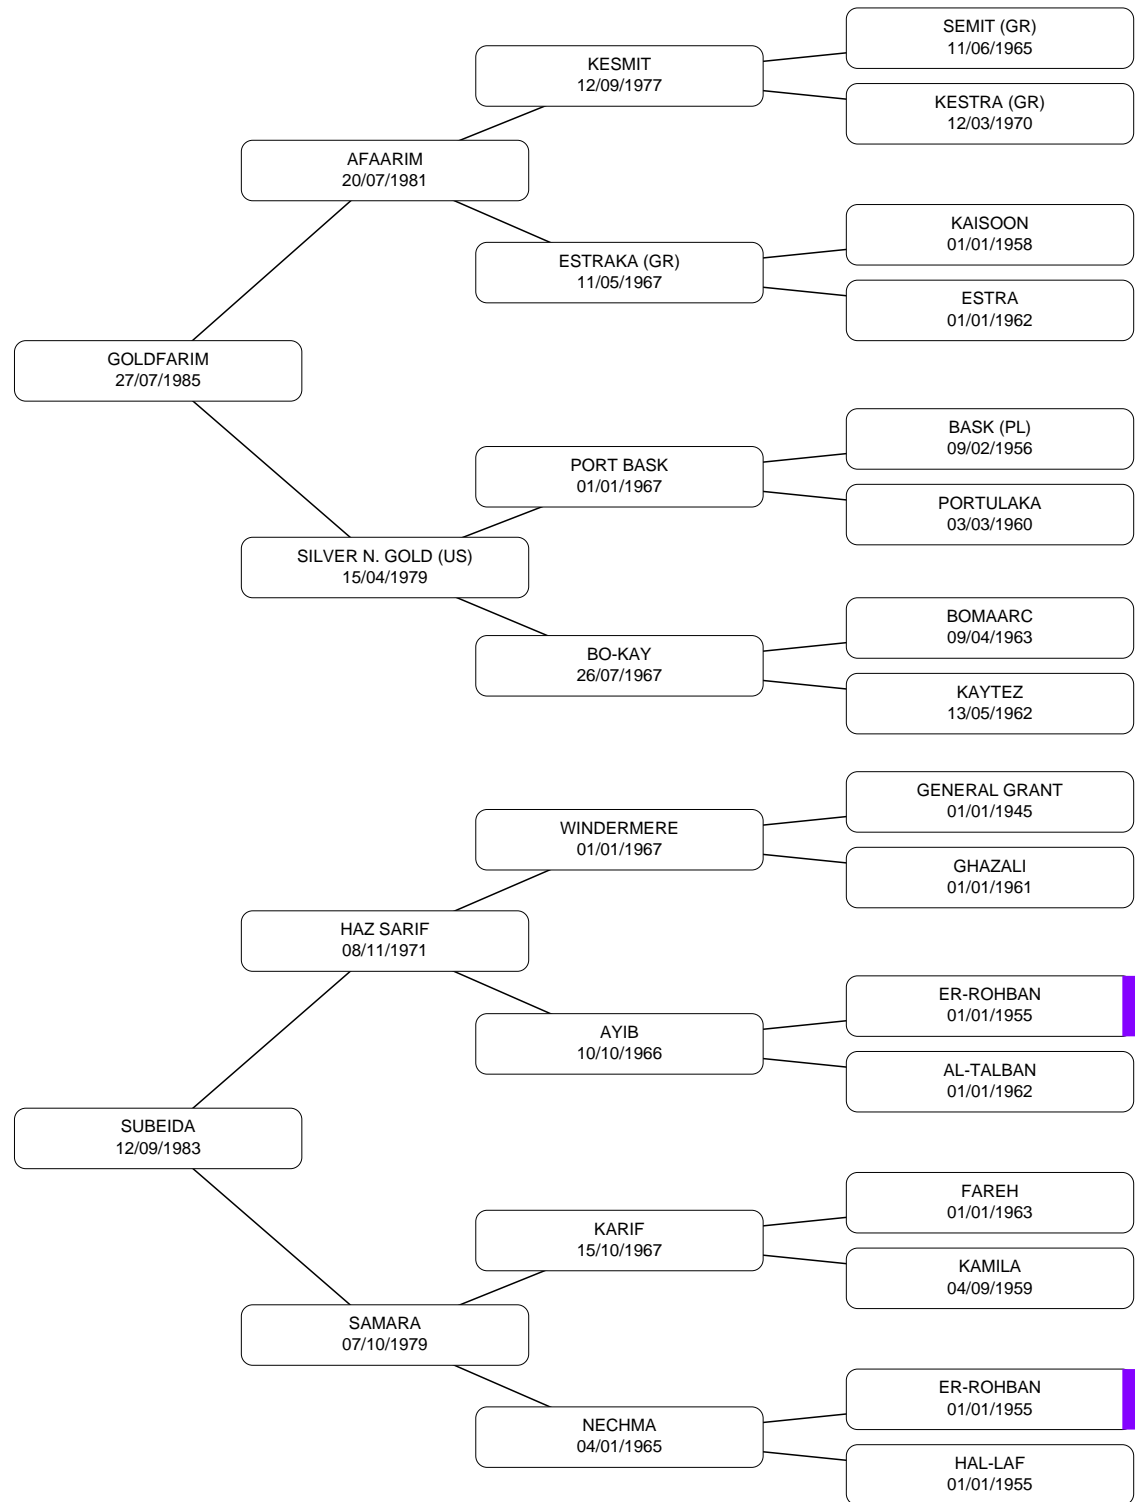 SEMIT (GR)
11/06/1965
KESMIT
12/09/1977
KESTRA (GR)
12/03/1970
AFAARIM
20/07/1981
KAISOON
01/01/1958
ESTRAKA (GR)
11/05/1967
ESTRA
01/01/1962
GOLDFARIM
27/07/1985
BASK (PL)
09/02/1956
PORT BASK
01/01/1967
PORTULAKA
03/03/1960
SILVER N. GOLD (US)
15/04/1979
BOMAARC
09/04/1963
BO-KAY
26/07/1967
KAYTEZ
13/05/1962
GENERAL GRANT
01/01/1945
WINDERMERE
01/01/1967
GHAZALI
01/01/1961
HAZ SARIF
08/11/1971
ER-ROHBAN
01/01/1955
AYIB
10/10/1966
AL-TALBAN
01/01/1962
SUBEIDA
12/09/1983
FAREH
01/01/1963
KARIF
15/10/1967
KAMILA
04/09/1959
SAMARA
07/10/1979
ER-ROHBAN
01/01/1955
NECHMA
04/01/1965
HAL-LAF
01/01/1955